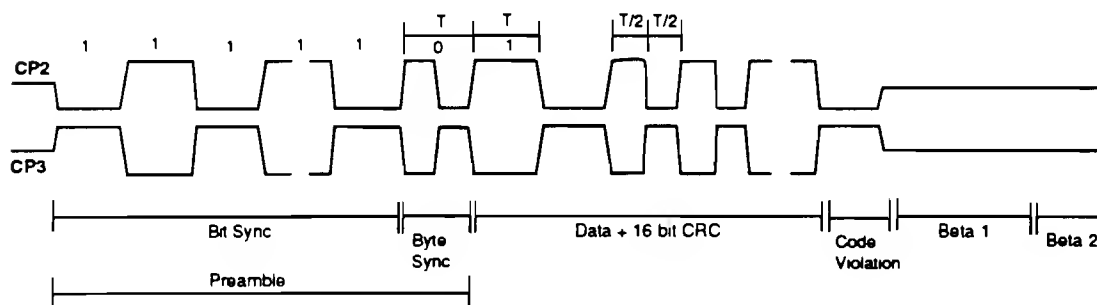 T T T/2 T/2
1 1 1 1 1 0 1
CP2
CP3
Bit Sync Byte Sync Data + 16 bit CRC Code Violation Beta 1 Beta 2
Preamble